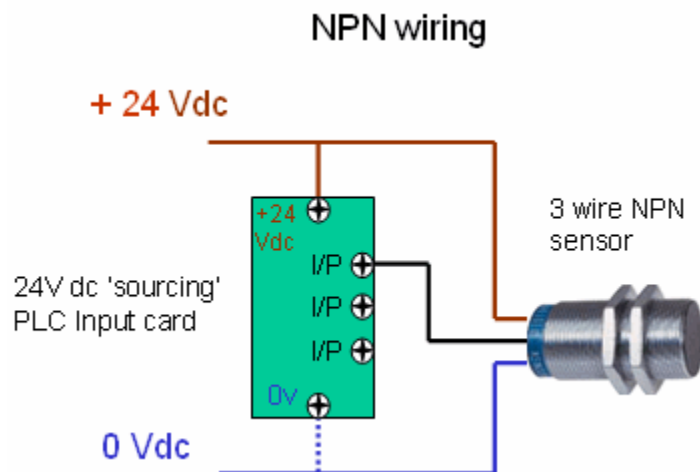 NPN wiring
+ 24 Vdc
+24
Vdc
I/P
I/P
I/P
0v
24V dc 'sourcing'
PLC Input card
3 wire NPN
sensor
0 Vdc